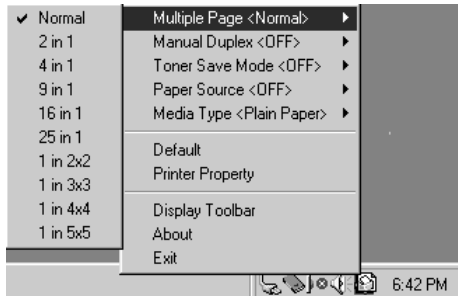 Normal
2 in 1
4 in 1
9 in 1
16 in 1
25 in 1
1 in 2x2
1 in 3x3
1 in 4x4
1 in 5x5
Multiple Page <Normal>
Manual Duplex <OFF>
Toner Save Mode <OFF>
Paper Source <OFF>
Media Type <Plain Paper>
Default
Printer Property
Display Toolbar
About
Exit
6:42 PM